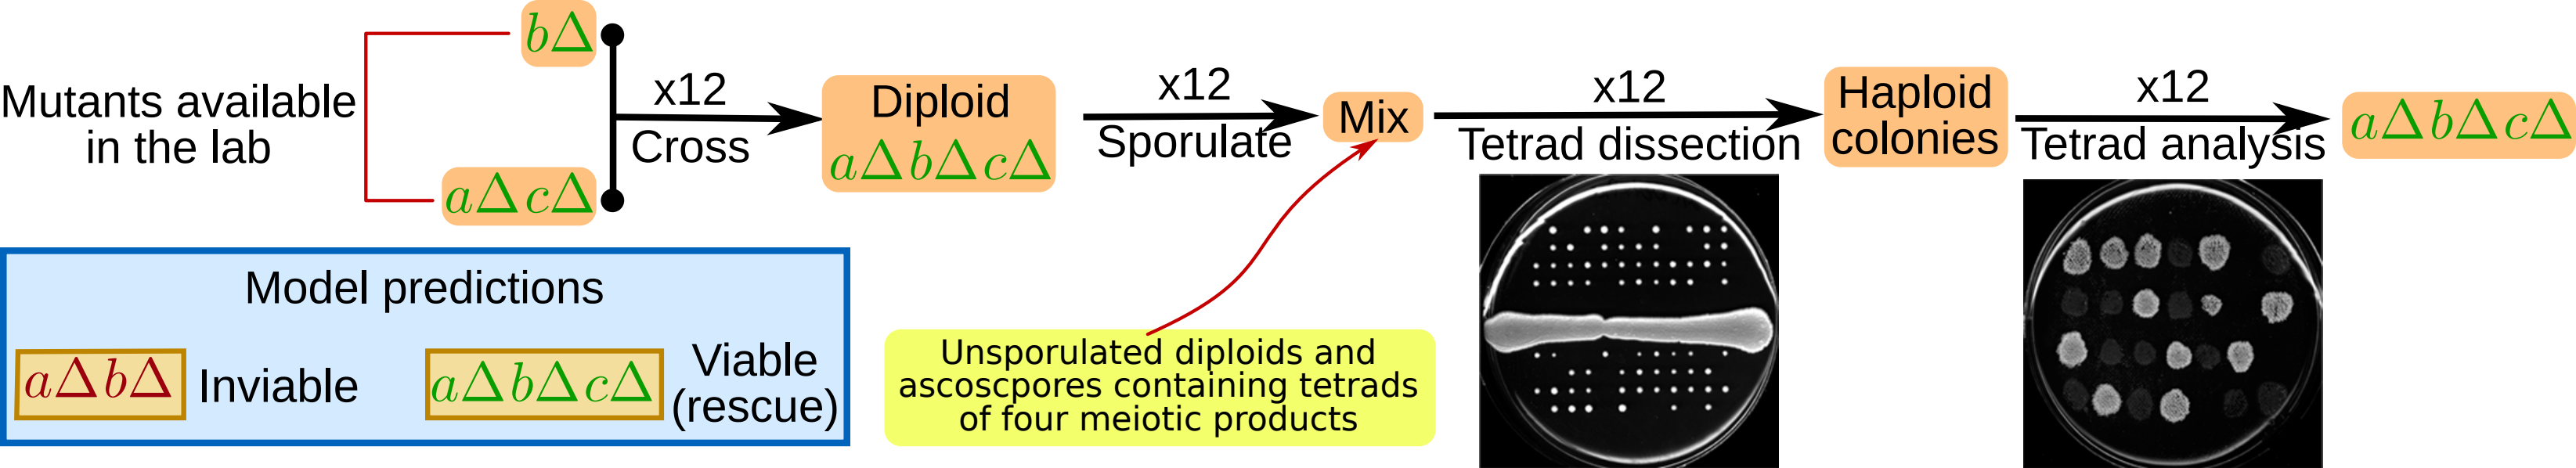 Mutants available
in the lab
bΔ
aΔcΔ
x12
Cross
Diploid
aΔbΔcΔ
x12
Sporulate
Mix
x12
Tetrad dissection
Haploid
colonies
x12
Tetrad analysis
aΔbΔcΔ
Model predictions
aΔbΔ
Inviable
aΔbΔcΔ
Viable
(rescue)
Unsporulated diploids and
ascoscpores containing tetrads
of four meiotic products